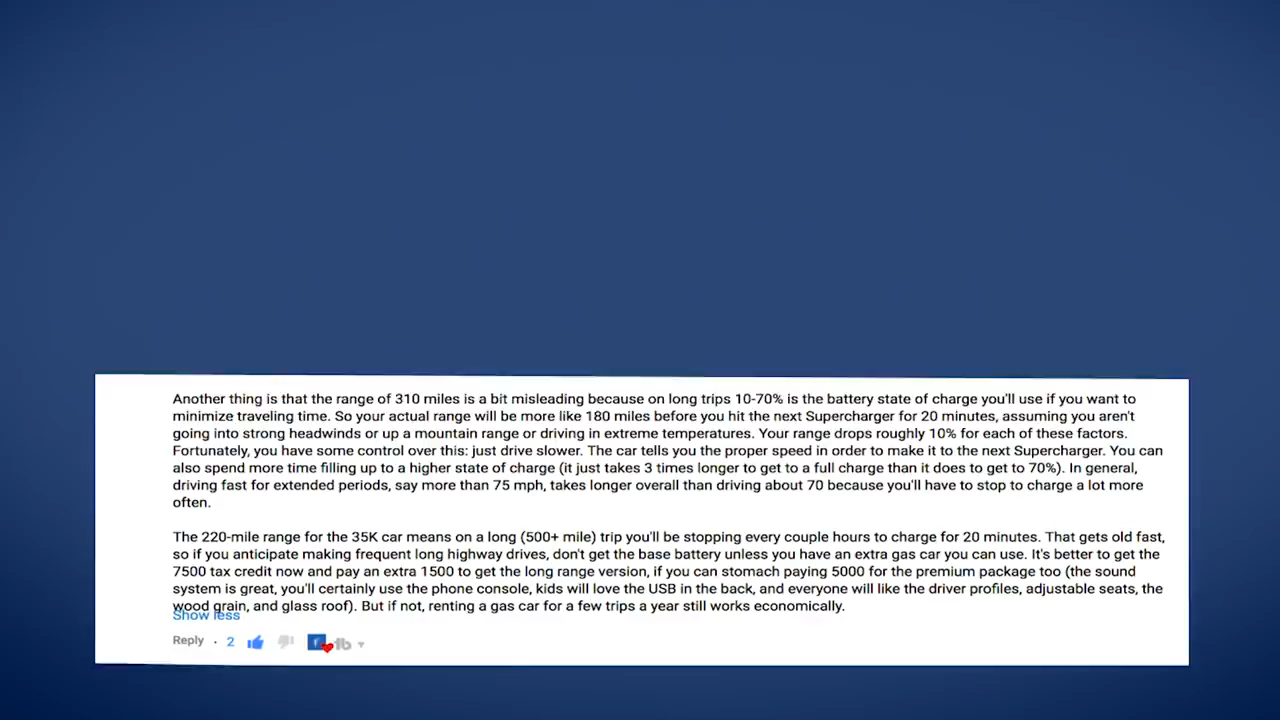 Another thing is that the range of 310 miles is a bit misleading because on long trips 10-70% is the battery state of charge you'll use if you want to
minimize traveling time. So your actual range will be more like 180 miles before you hit the next Supercharger for 20 minutes, assuming you aren't
going into strong headwinds or up a mountain range or driving in extreme temperatures. Your range drops roughly 10% for each of these factors.
Fortunately, you have some control over this: just drive slower. The car tells you the proper speed in order to make it to the next Supercharger. You can
also spend more time filling up to a higher state of charge (it just takes 3 times longer to get to a full charge than it does to get to 70%). In general,
driving fast for extended periods, say more than 75 mph, takes longer overall than driving about 70 because you'll have to stop to charge a lot more
often.
The 220-mile range for the 35K car means on a long (500+ mile) trip you'll be stopping every couple hours to charge for 20 minutes. That gets old fast,
so if you anticipate making frequent long highway drives, don't get the base battery unless you have an extra gas car you can use. It's better to get the
7500 tax credit now and pay an extra 1500 to get the long range version, if you can stomach paying 5000 for the premium package too (the sound
system is great, you'll certainly use the phone console, kids will love the USB in the back, and everyone will like the driver profiles, adjustable seats, the
wood grain, and glass roof). But if not, renting a gas car for a few trips a year still works economically.
Show less
Reply · 2